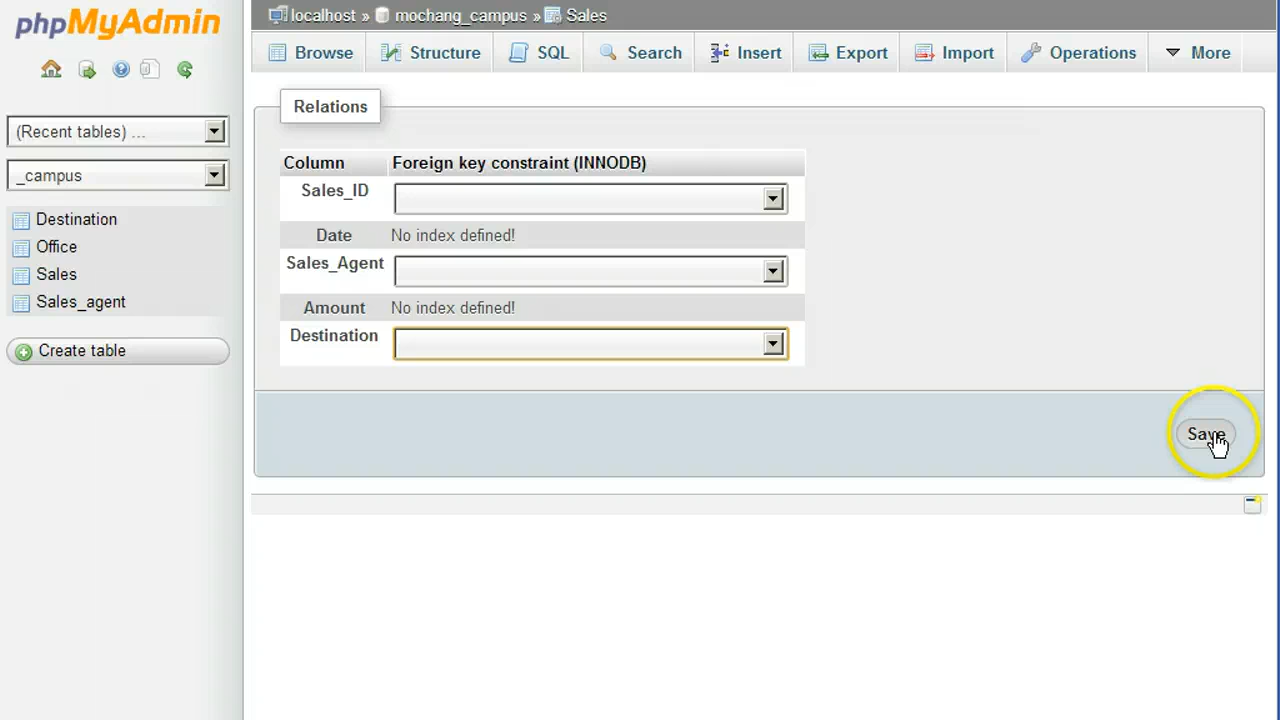 phpMyAdmin
localhost » mochang_campus » Sales
Browse Structure SQL Search Insert Export Import Operations More
(Recent tables) ...
_campus
Destination
Office
Sales
Sales_agent
Create table
Relations
Column Foreign key constraint (INNODB)
Sales_ID
Date No index defined!
Sales_Agent
Amount No index defined!
Destination
Save